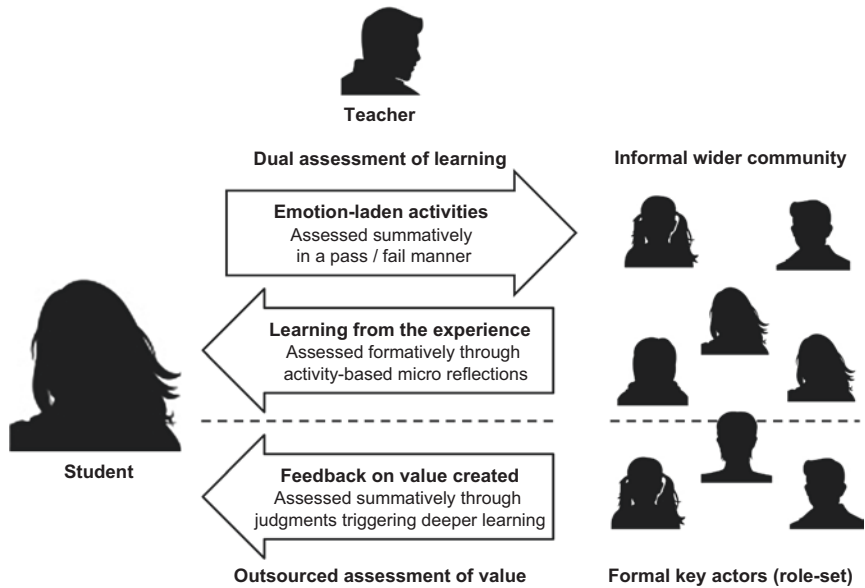 Teacher
Dual assessment of learning
Informal wider community
Emotion-laden activities
Assessed summatively
in a pass / fail manner
Learning from the experience
Assessed formatively through
activity-based micro reflections
Student
Feedback on value created
Assessed summatively through
judgments triggering deeper learning
Outsourced assessment of value
Formal key actors (role-set)